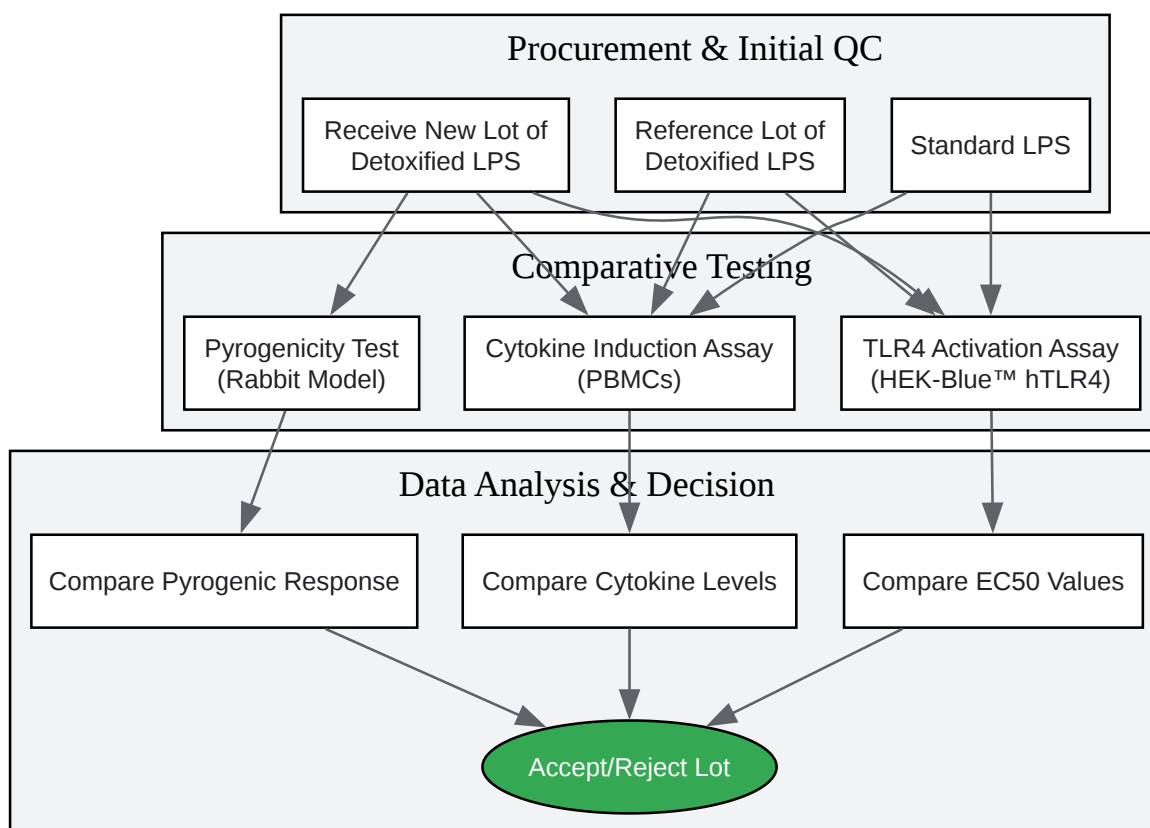 Procurement & Initial QC
Receive New Lot of
Detoxified LPS
Reference Lot of
Detoxified LPS
Standard LPS
Comparative Testing
Pyrogenicity Test
(Rabbit Model)
Cytokine Induction Assay
(PBMCs)
TLR4 Activation Assay
(HEK-Blue™ hTLR4)
Data Analysis & Decision
Compare Pyrogenic Response
Compare Cytokine Levels
Compare EC50 Values
Accept/Reject Lot